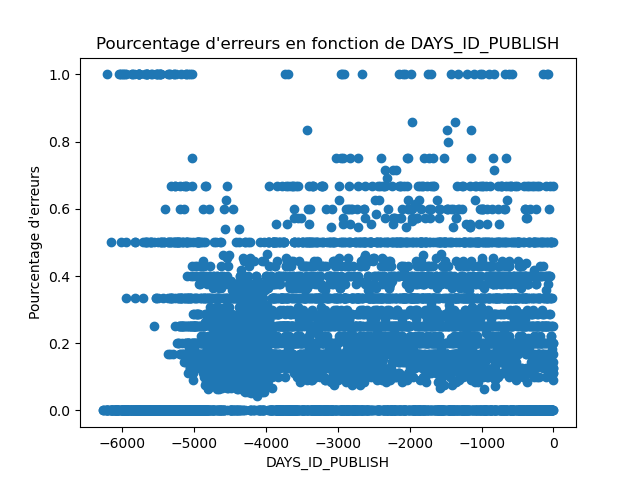 Pourcentage d'erreurs en fonction de DAYS_ID_PUBLISH
1.0
0.8
0.6
0.4
0.2
0.0
Pourcentage d'erreurs
−6000 −5000 −4000 −3000 −2000 −1000 0
DAYS_ID_PUBLISH